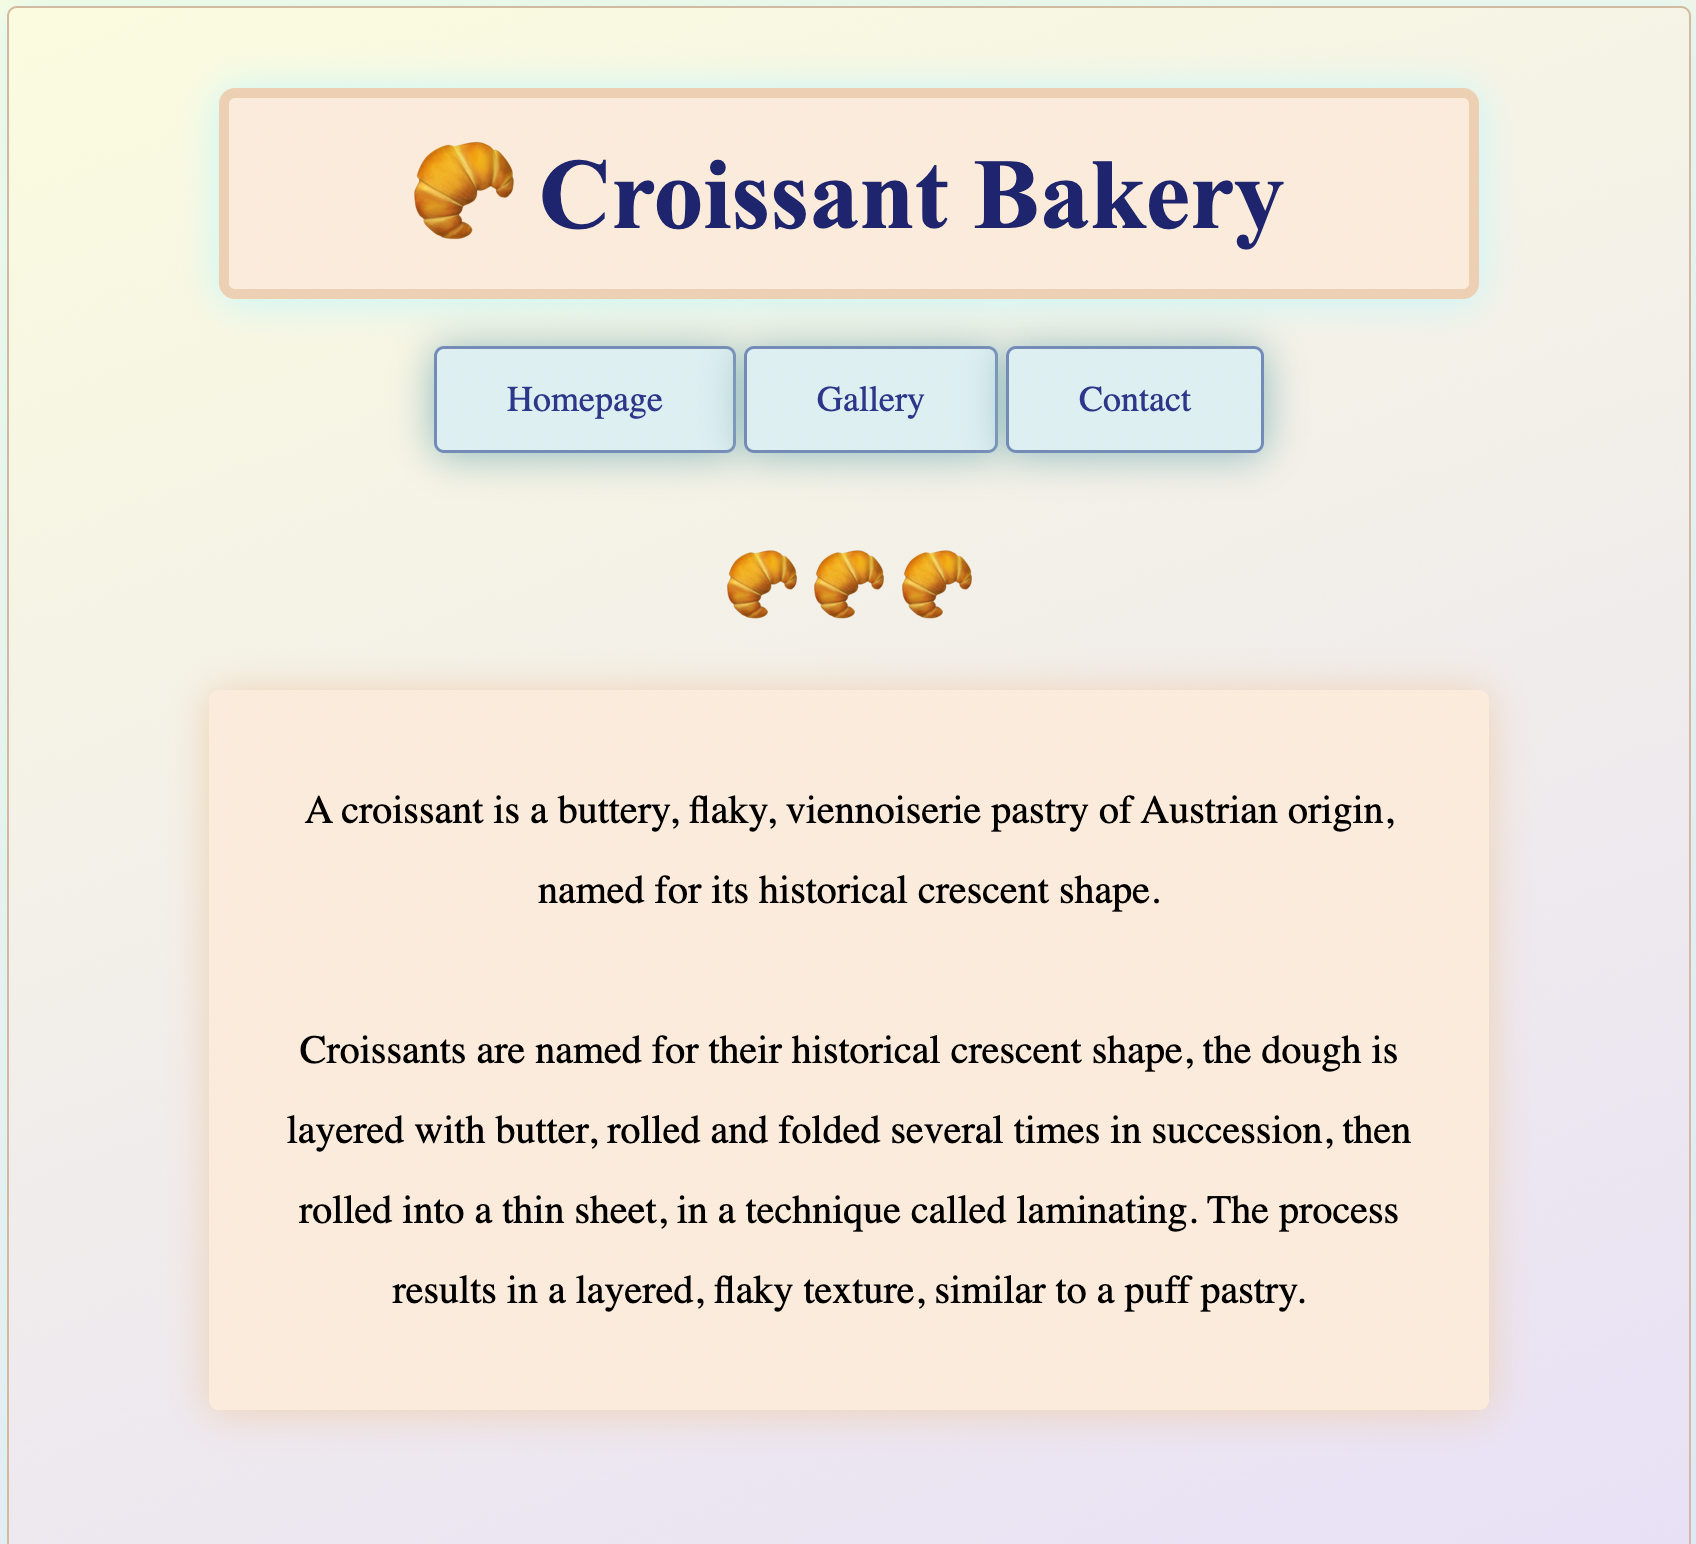 Croissant Bakery
Homepage Gallery Contact
A croissant is a buttery, flaky, viennoiserie pastry of Austrian origin,
named for its historical crescent shape.
Croissants are named for their historical crescent shape, the dough is
layered with butter, rolled and folded several times in succession, then
rolled into a thin sheet, in a technique called laminating. The process
results in a layered, flaky texture, similar to a puff pastry.